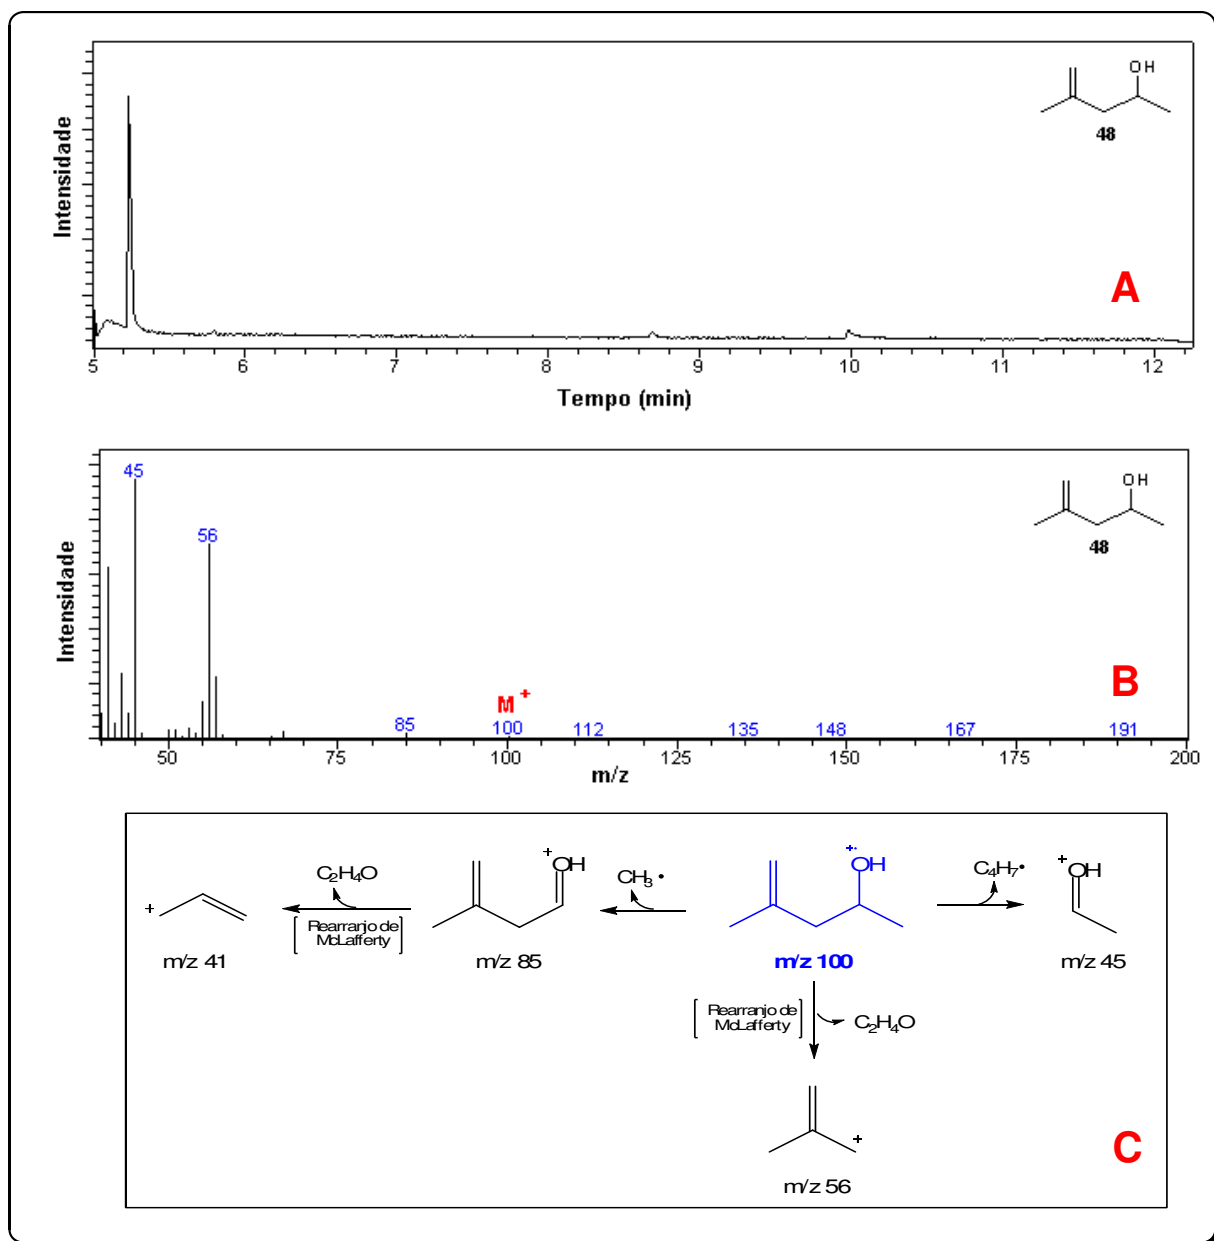 Intensidade
OH
48
A
5 6 7 8 9 10 11 12
Tempo (min)
Intensidade
45
56
OH
48
B
M +
85 100 112 135 148 167 191
50 75 100 125 150 175 200
m/z
C₂H₄O
[ Rearranjo de
McLafferty ]
+
m/z 41
+
OH
m/z 85
CH₃ •
+•
OH
m/z 100
C₄H₇•
+
OH
m/z 45
[ Rearranjo de
McLafferty ]
C₂H₄O
+
m/z 56
C